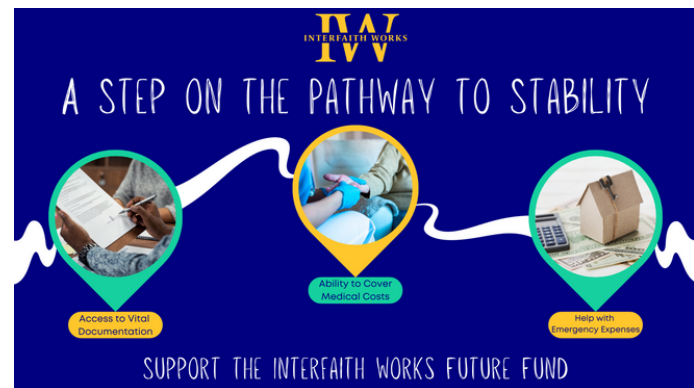 IW
INTERFAITH WORKS
A STEP ON THE PATHWAY TO STABILITY
Access to Vital
Documentation
Ability to Cover
Medical Costs
Help with
Emergency Expenses
SUPPORT THE INTERFAITH WORKS FUTURE FUND